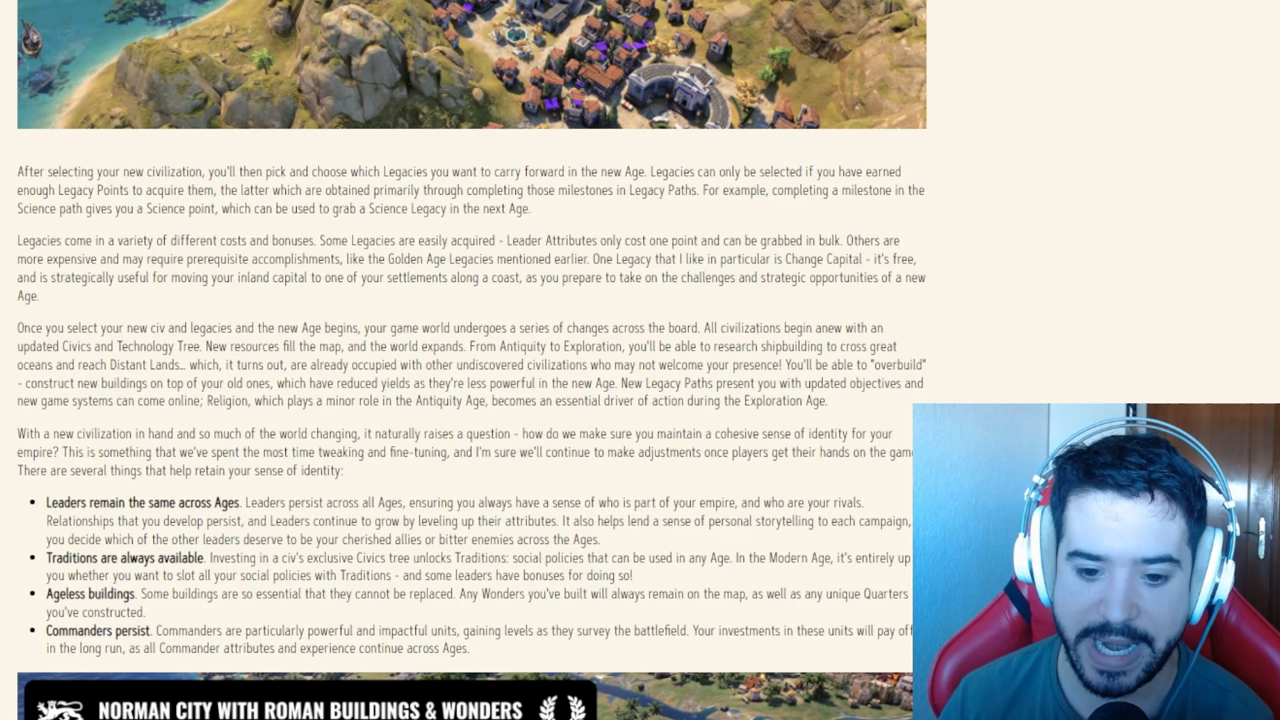 After selecting your new civilization, you'll then pick and choose which Legacies you want to carry forward in the new Age. Legacies can only be selected if you have earned
enough Legacy Points to acquire them, the latter which are obtained primarily through completing those milestones in Legacy Paths. For example, completing a milestone in the
Science path gives you a Science point, which can be used to grab a Science Legacy in the next Age.
Legacies come in a variety of different costs and bonuses. Some Legacies are easily acquired - Leader Attributes only cost one point and can be grabbed in bulk. Others are
more expensive and may require prerequisite accomplishments, like the Golden Age Legacies mentioned earlier. One Legacy that I like in particular is Change Capital - it's free,
and is strategically useful for moving your inland capital to one of your settlements along a coast, as you prepare to take on the challenges and strategic opportunities of a new
Age.
Once you select your new civ and legacies and the new Age begins, your game world undergoes a series of changes across the board. All civilizations begin anew with an
updated Civics and Technology Tree. New resources fill the map, and the world expands. From Antiquity to Exploration, you'll be able to research shipbuilding to cross great
oceans and reach Distant Lands... which, it turns out, are already occupied with other undiscovered civilizations who may not welcome your presence! You'll be able to "overbuild"
- construct new buildings on top of your old ones, which have reduced yields as they're less powerful in the new Age. New Legacy Paths present you with updated objectives and
new game systems can come online; Religion, which plays a minor role in the Antiquity Age, becomes an essential driver of action during the Exploration Age.
With a new civilization in hand and so much of the world changing, it naturally raises a question - how do we make sure you maintain a cohesive sense of identity for your
empire? This is something that we've spent the most time tweaking and fine-tuning, and I'm sure we'll continue to make adjustments once players get their hands on the game
There are several things that help retain your sense of identity:
• Leaders remain the same across Ages. Leaders persist across all Ages, ensuring you always have a sense of who is part of your empire, and who are your rivals.
Relationships that you develop persist, and Leaders continue to grow by leveling up their attributes. It also helps lend a sense of personal storytelling to each campaign,
you decide which of the other leaders deserve to be your cherished allies or bitter enemies across the Ages.
• Traditions are always available. Investing in a civ's exclusive Civics tree unlocks Traditions: social policies that can be used in any Age. In the Modern Age, it's entirely up
you whether you want to slot all your social policies with Traditions - and some leaders have bonuses for doing so!
• Ageless buildings. Some buildings are so essential that they cannot be replaced. Any Wonders you've built will always remain on the map, as well as any unique Quarters
you've constructed.
• Commanders persist. Commanders are particularly powerful and impactful units, gaining levels as they survey the battlefield. Your investments in these units will pay off
in the long run, as all Commander attributes and experience continue across Ages.
NORMAN CITY WITH ROMAN BUILDINGS & WONDERS